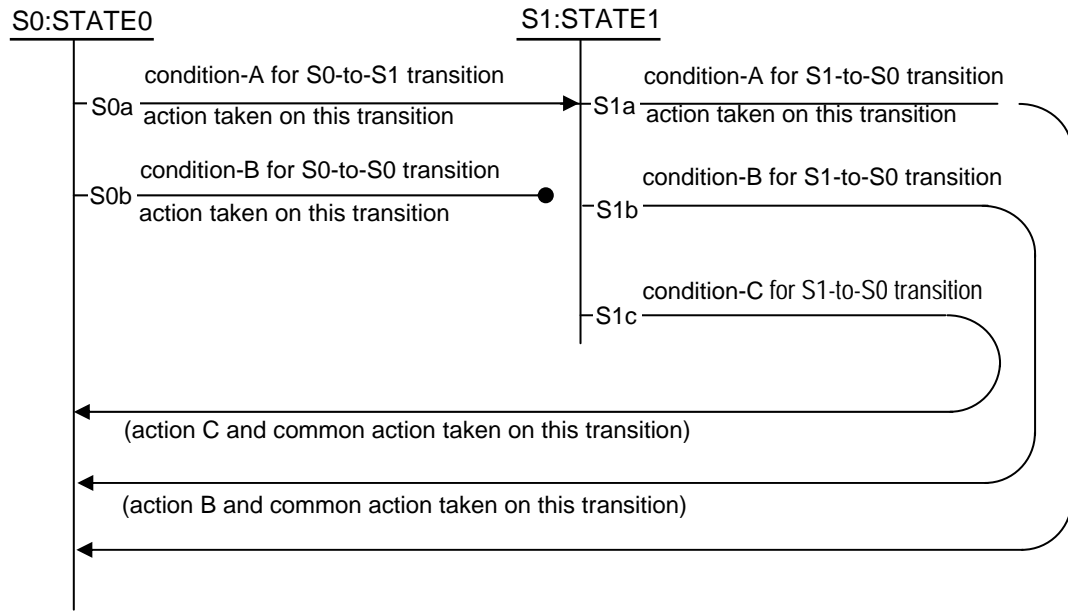 S0:STATE0
S1:STATE1
condition-A for S0-to-S1 transition
S0a
action taken on this transition
condition-A for S1-to-S0 transition
S1a
action taken on this transition
condition-B for S0-to-S0 transition
S0b
action taken on this transition
condition-B for S1-to-S0 transition
S1b
condition-C for S1-to-S0 transition
S1c
(action C and common action taken on this transition)
(action B and common action taken on this transition)